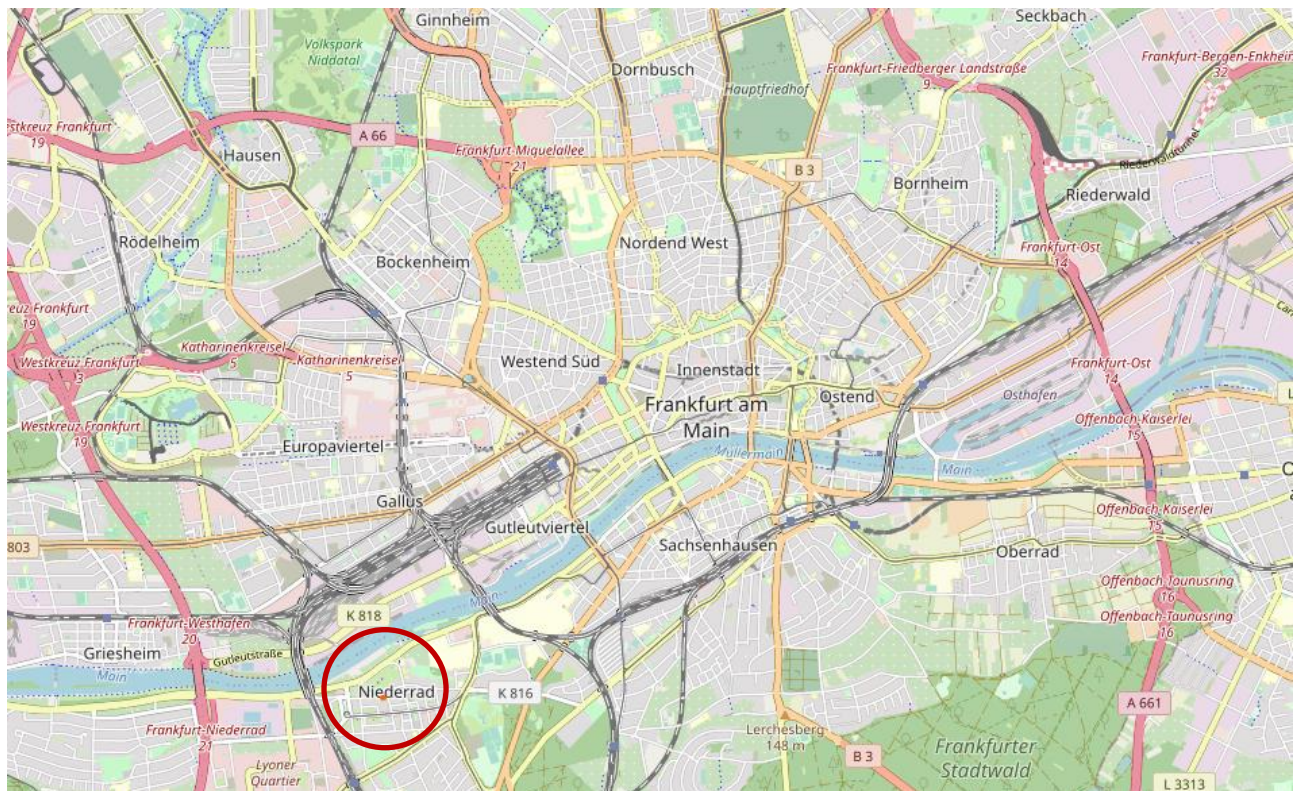 Ginnheim
Seckbach
Volkspark
Niddatal
Dornbusch
Hauptfriedhof
Frankfurt-Friedberger Landstraße
9
Frankfurt-Bergen-Enkheim
32
estkreuz Frankfurt
19
A 66
Hausen
Frankfurt-Miquelallee
21
B 3
Riederwaldtunnel
Bornheim
Riederwald
Rödelheim
Nordend West
Bockenheim
Frankfurt-Ost
14
reuz Frankfurt
19
Katharinenkreisel
5
Katharinenkreisel
5
Westkreuz Frankfurt
3
Westend Süd
Innenstadt
Frankfurt-Ost
14
Ostend
Osthafen
Frankfurt am
Main
Westkreuz Frankfurt
19
Offenbach-Kaiserlei
15
Europaviertel
Main
Gallus
Gutleutviertel
Offenbach-Kaiserlei
15
803
Sachsenhausen
Oberrad
Offenbach-Taunusring
16
Main
K 818
Offenbach-Taunusring
16
Frankfurt-Westhafen
20
Griesheim
Gutleutstraße
Main
Niederrad
K 816
A 661
Frankfurt-Niederrad
21
Lerchesberg
148 m
B 3
Frankfurter
Stadtwald
Lyoner
Quartier
L 3313